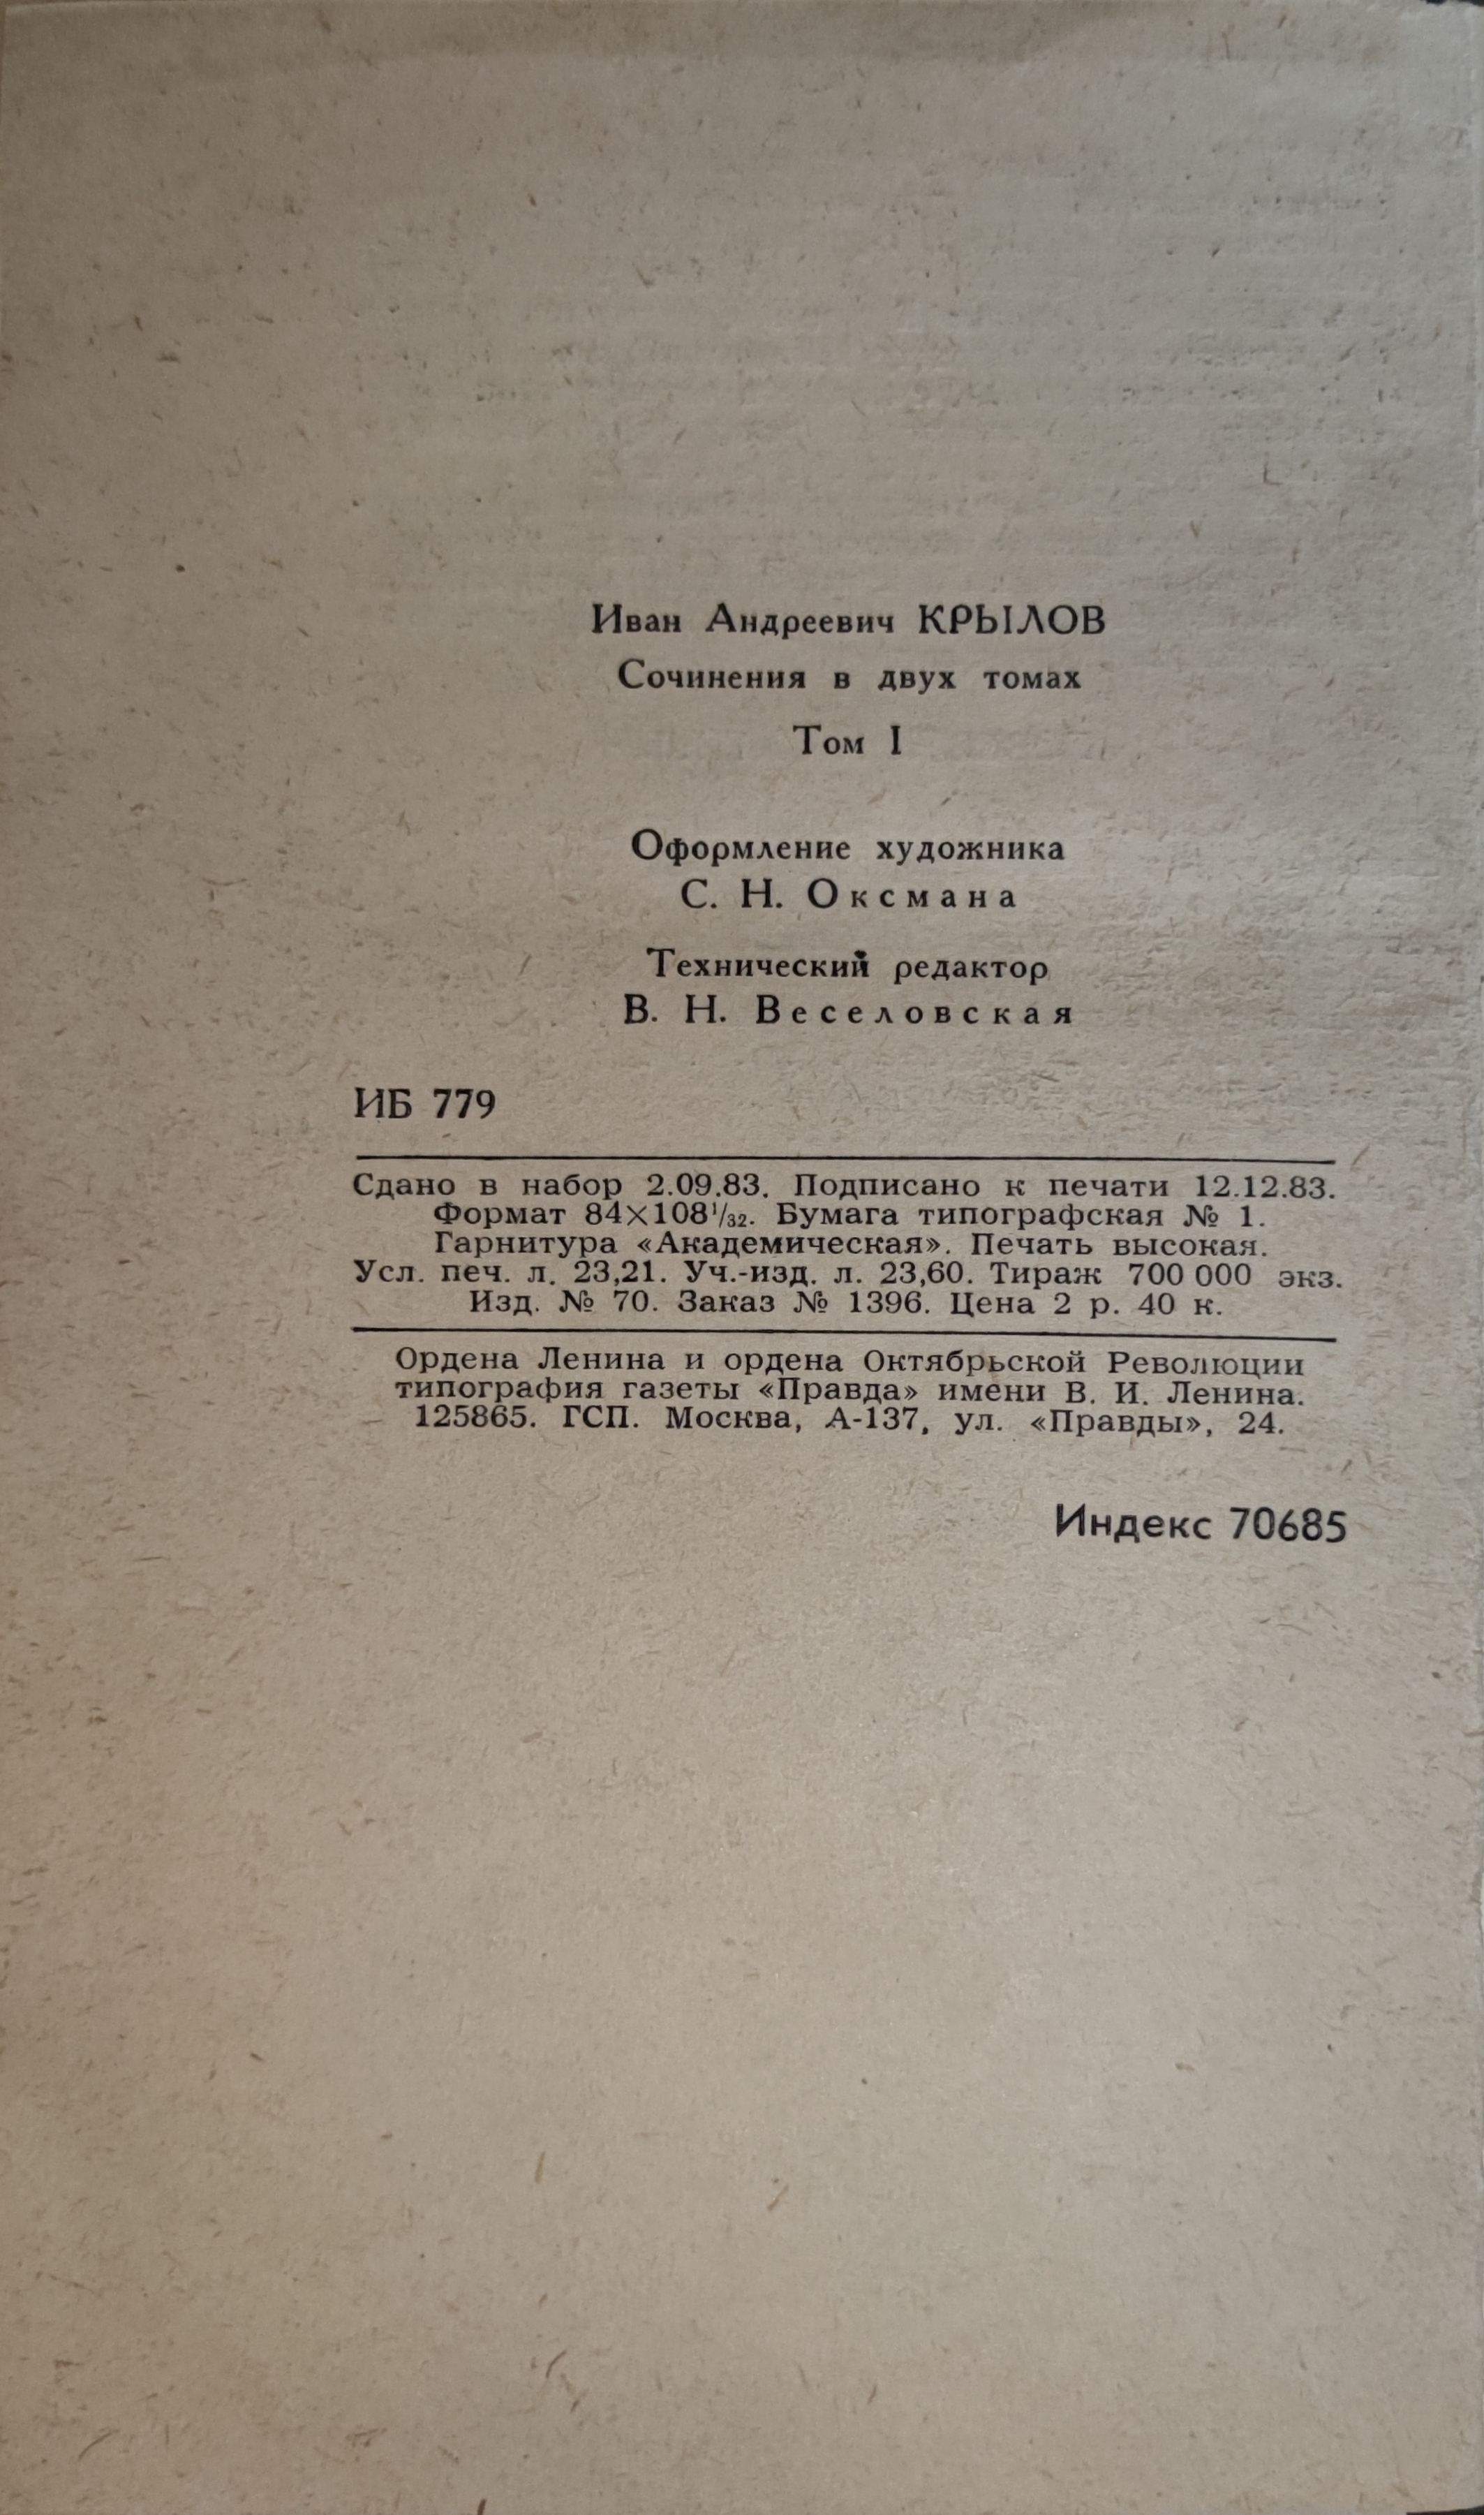 Иван Андреевич КРЫЛОВ
Сочинения в двух томах
Том I
Оформление художника
С. Н. Оксмана
Технический редактор
В. Н. Веселовская
ИБ 779
Сдано в набор 2.09.83. Подписано к печати 12.12.83.
Формат 84×108¹/₃₂. Бумага типографская № 1.
Гарнитура «Академическая». Печать высокая.
Усл. печ. л. 23,21. Уч.-изд. л. 23,60. Тираж 700 000 экз.
Изд. № 70. Заказ № 1396. Цена 2 р. 40 к.
Ордена Ленина и ордена Октябрьской Революции
типография газеты «Правда» имени В. И. Ленина.
125865. ГСП. Москва, А-137, ул. «Правды», 24.
Индекс 70685